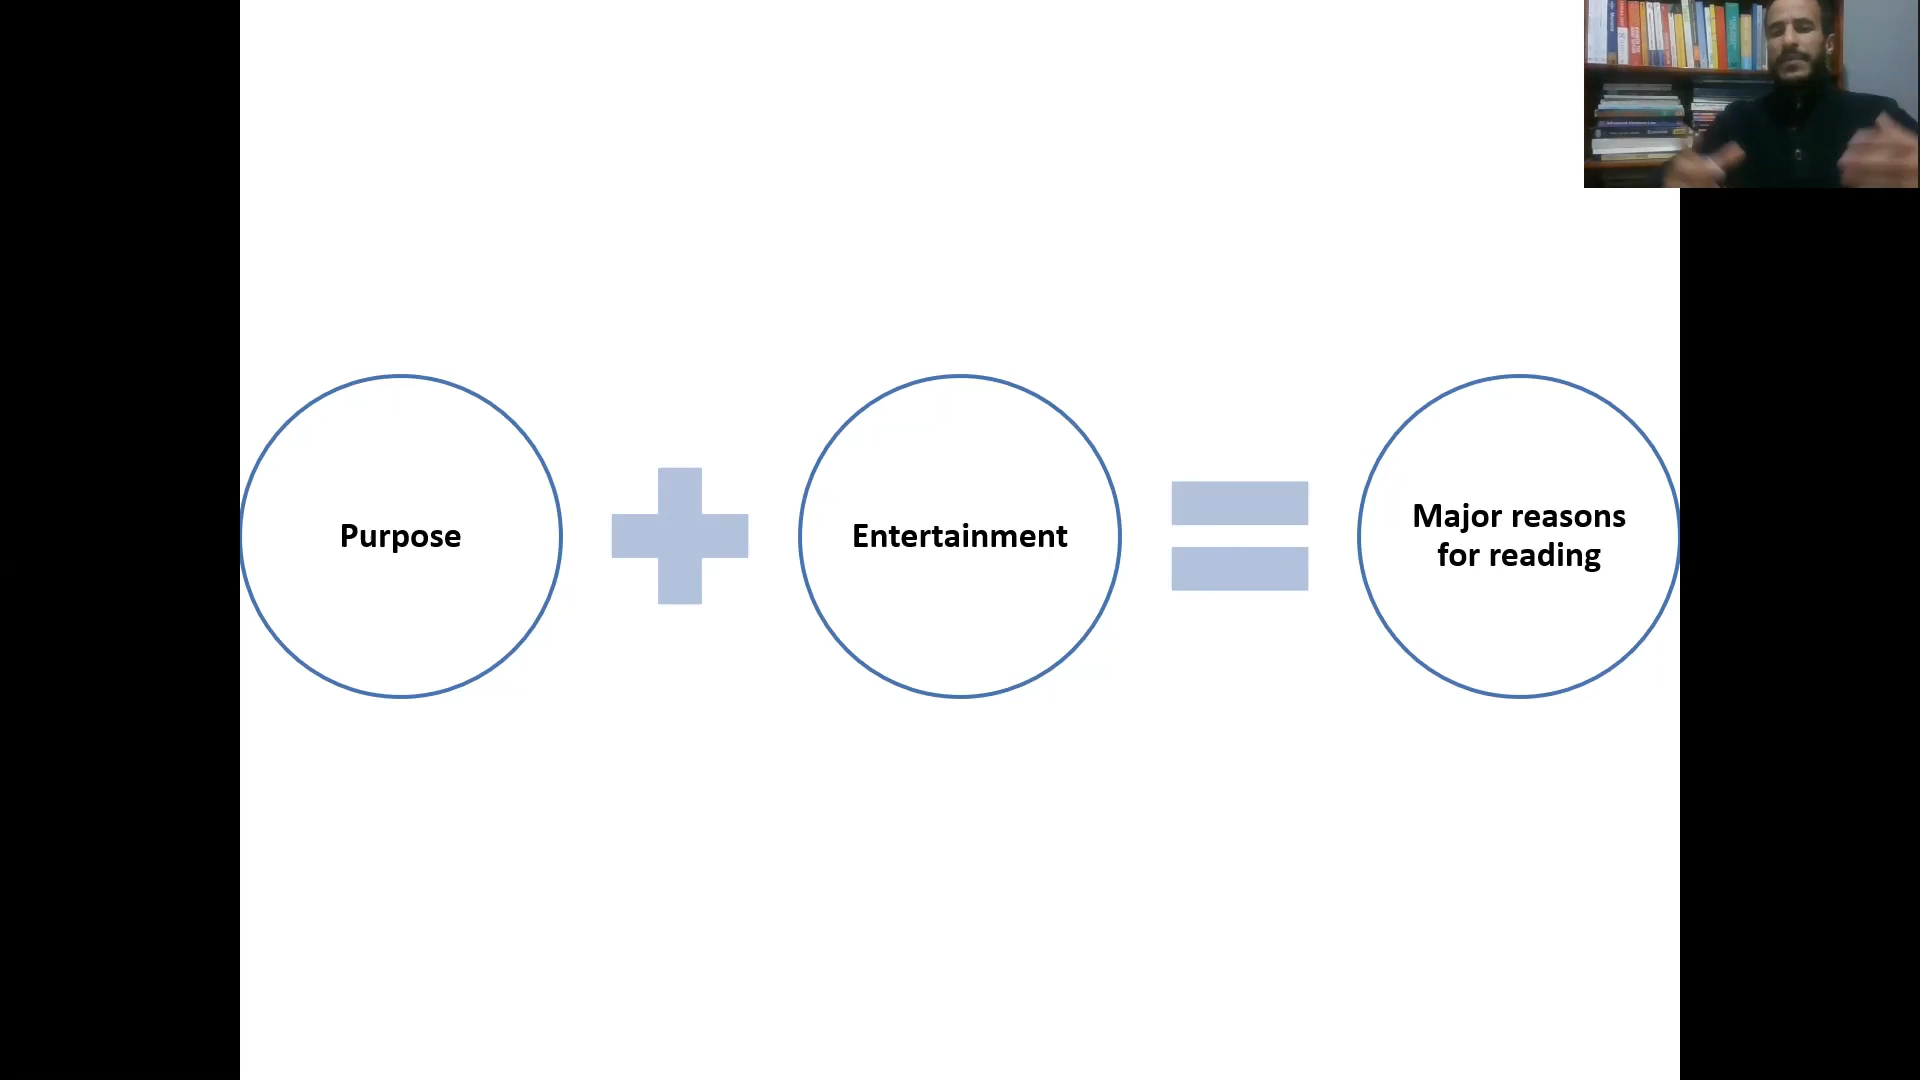 Purpose
Entertainment
Major reasons
for reading